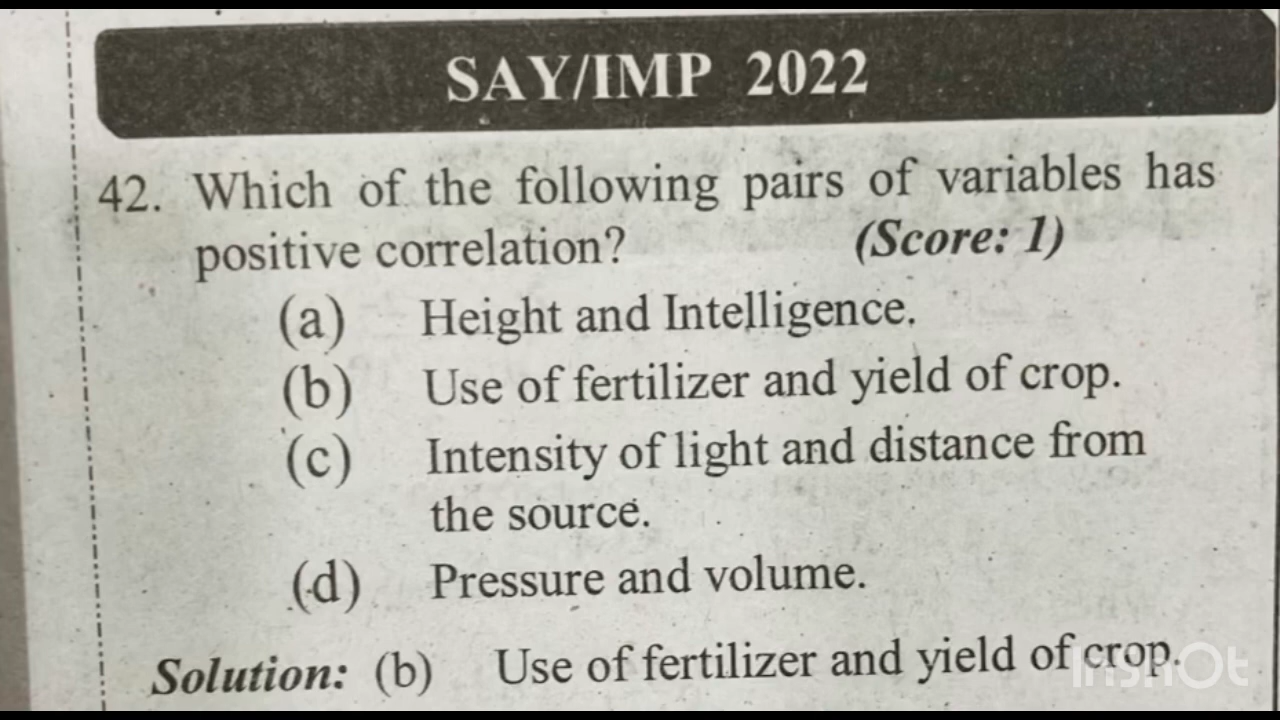 SAY/IMP 2022
42. Which of the following pairs of variables has
positive correlation? (Score: 1)
(a) Height and Intelligence.
(b) Use of fertilizer and yield of crop.
(c) Intensity of light and distance from
the source.
(d) Pressure and volume.
Solution: (b) Use of fertilizer and yield of crop.
InShOt